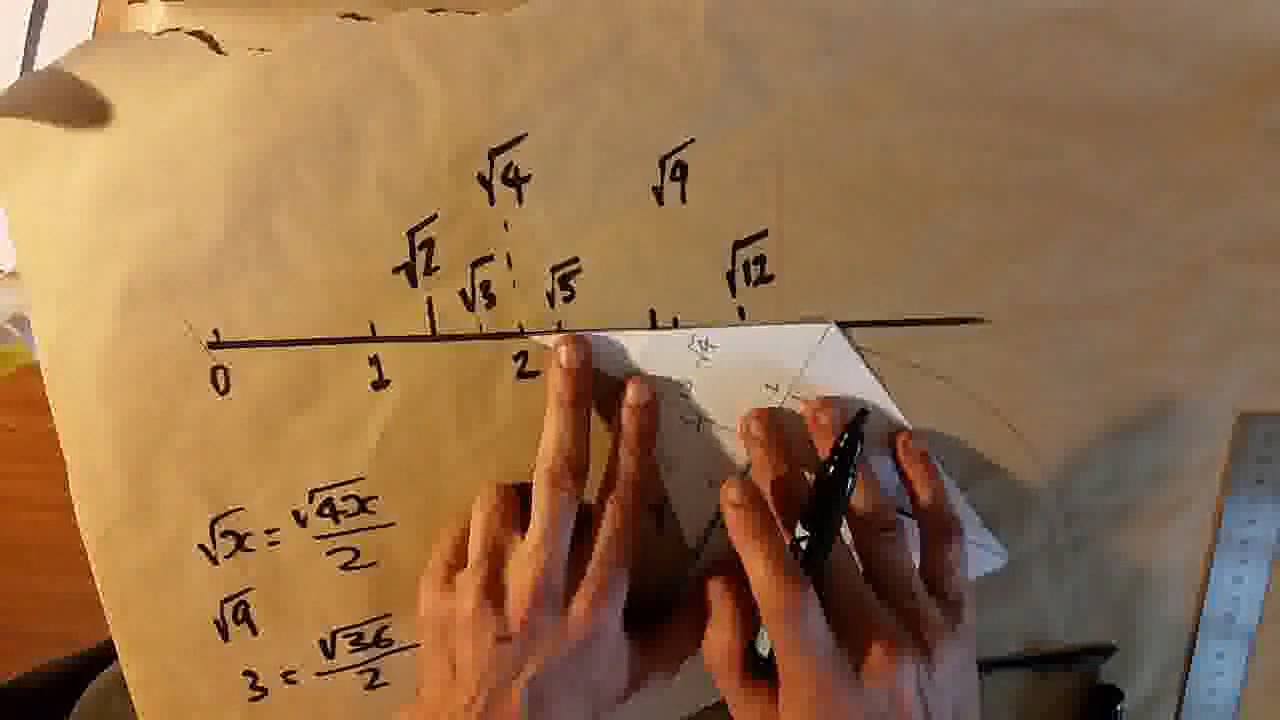 √4 √9
√2 √3 √5 √12
0 1 2
√x = √4x / 2
√9
3 = √36 / 2